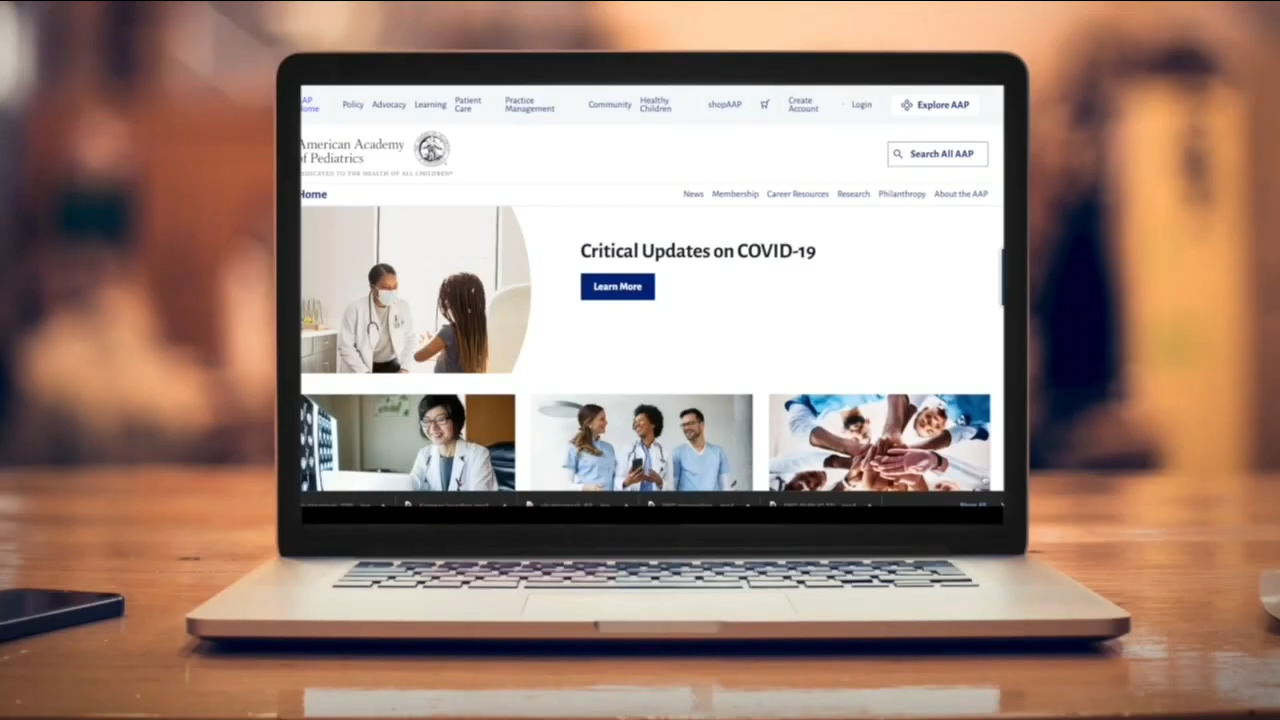 AAP
Home
Policy
Advocacy
Learning
Patient
Care
Practice
Management
Community
Healthy
Children
shopAAP
Create
Account
Login
Explore AAP
American Academy
of Pediatrics
DEDICATED TO THE HEALTH OF ALL CHILDREN®
Search All AAP
Home
News Membership Career Resources Research Philanthropy About the AAP
Critical Updates on COVID-19
Learn More